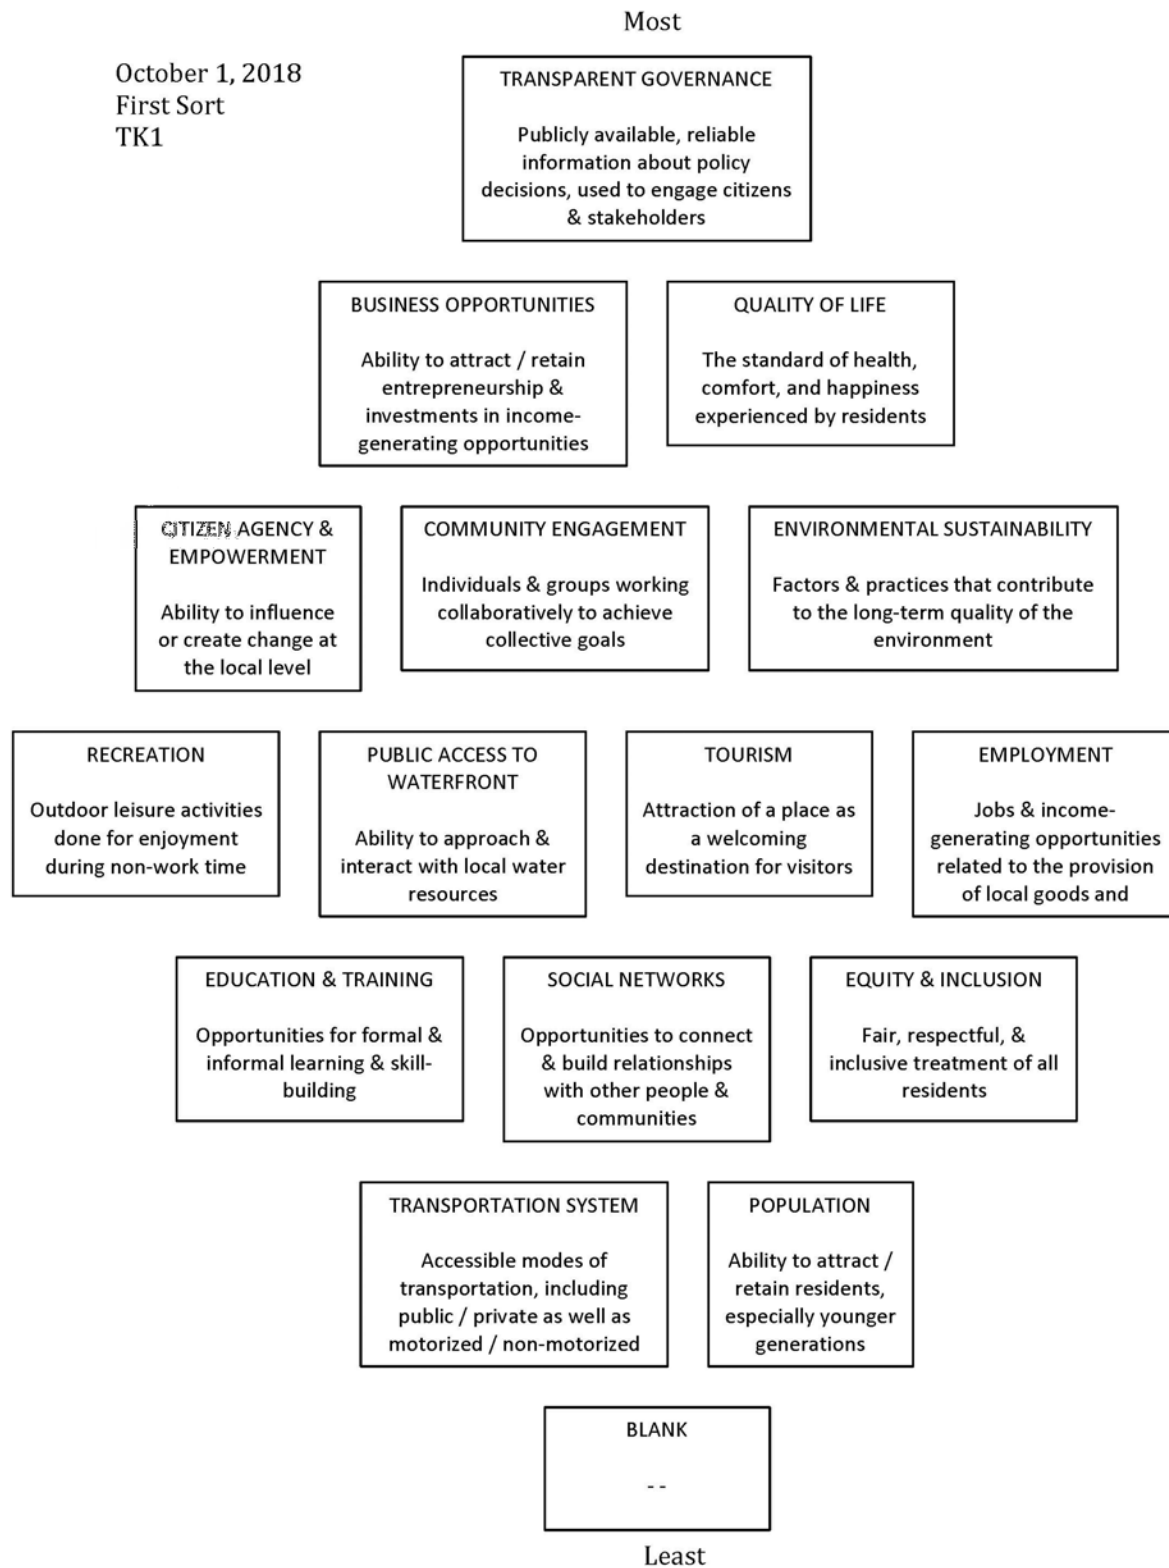 Most
October 1, 2018
First Sort
TK1
TRANSPARENT GOVERNANCE
Publicly available, reliable
information about policy
decisions, used to engage citizens
& stakeholders
BUSINESS OPPORTUNITIES
Ability to attract / retain
entrepreneurship &
investments in income-
generating opportunities
QUALITY OF LIFE
The standard of health,
comfort, and happiness
experienced by residents
CITIZEN AGENCY &
EMPOWERMENT
Ability to influence
or create change at
the local level
COMMUNITY ENGAGEMENT
Individuals & groups working
collaboratively to achieve
collective goals
ENVIRONMENTAL SUSTAINABILITY
Factors & practices that contribute
to the long-term quality of the
environment
RECREATION
Outdoor leisure activities
done for enjoyment
during non-work time
PUBLIC ACCESS TO
WATERFRONT
Ability to approach &
interact with local water
resources
TOURISM
Attraction of a place as
a welcoming
destination for visitors
EMPLOYMENT
Jobs & income-
generating opportunities
related to the provision
of local goods and
EDUCATION & TRAINING
Opportunities for formal &
informal learning & skill-
building
SOCIAL NETWORKS
Opportunities to connect
& build relationships
with other people &
communities
EQUITY & INCLUSION
Fair, respectful, &
inclusive treatment of all
residents
TRANSPORTATION SYSTEM
Accessible modes of
transportation, including
public / private as well as
motorized / non-motorized
POPULATION
Ability to attract /
retain residents,
especially younger
generations
BLANK
- -
Least